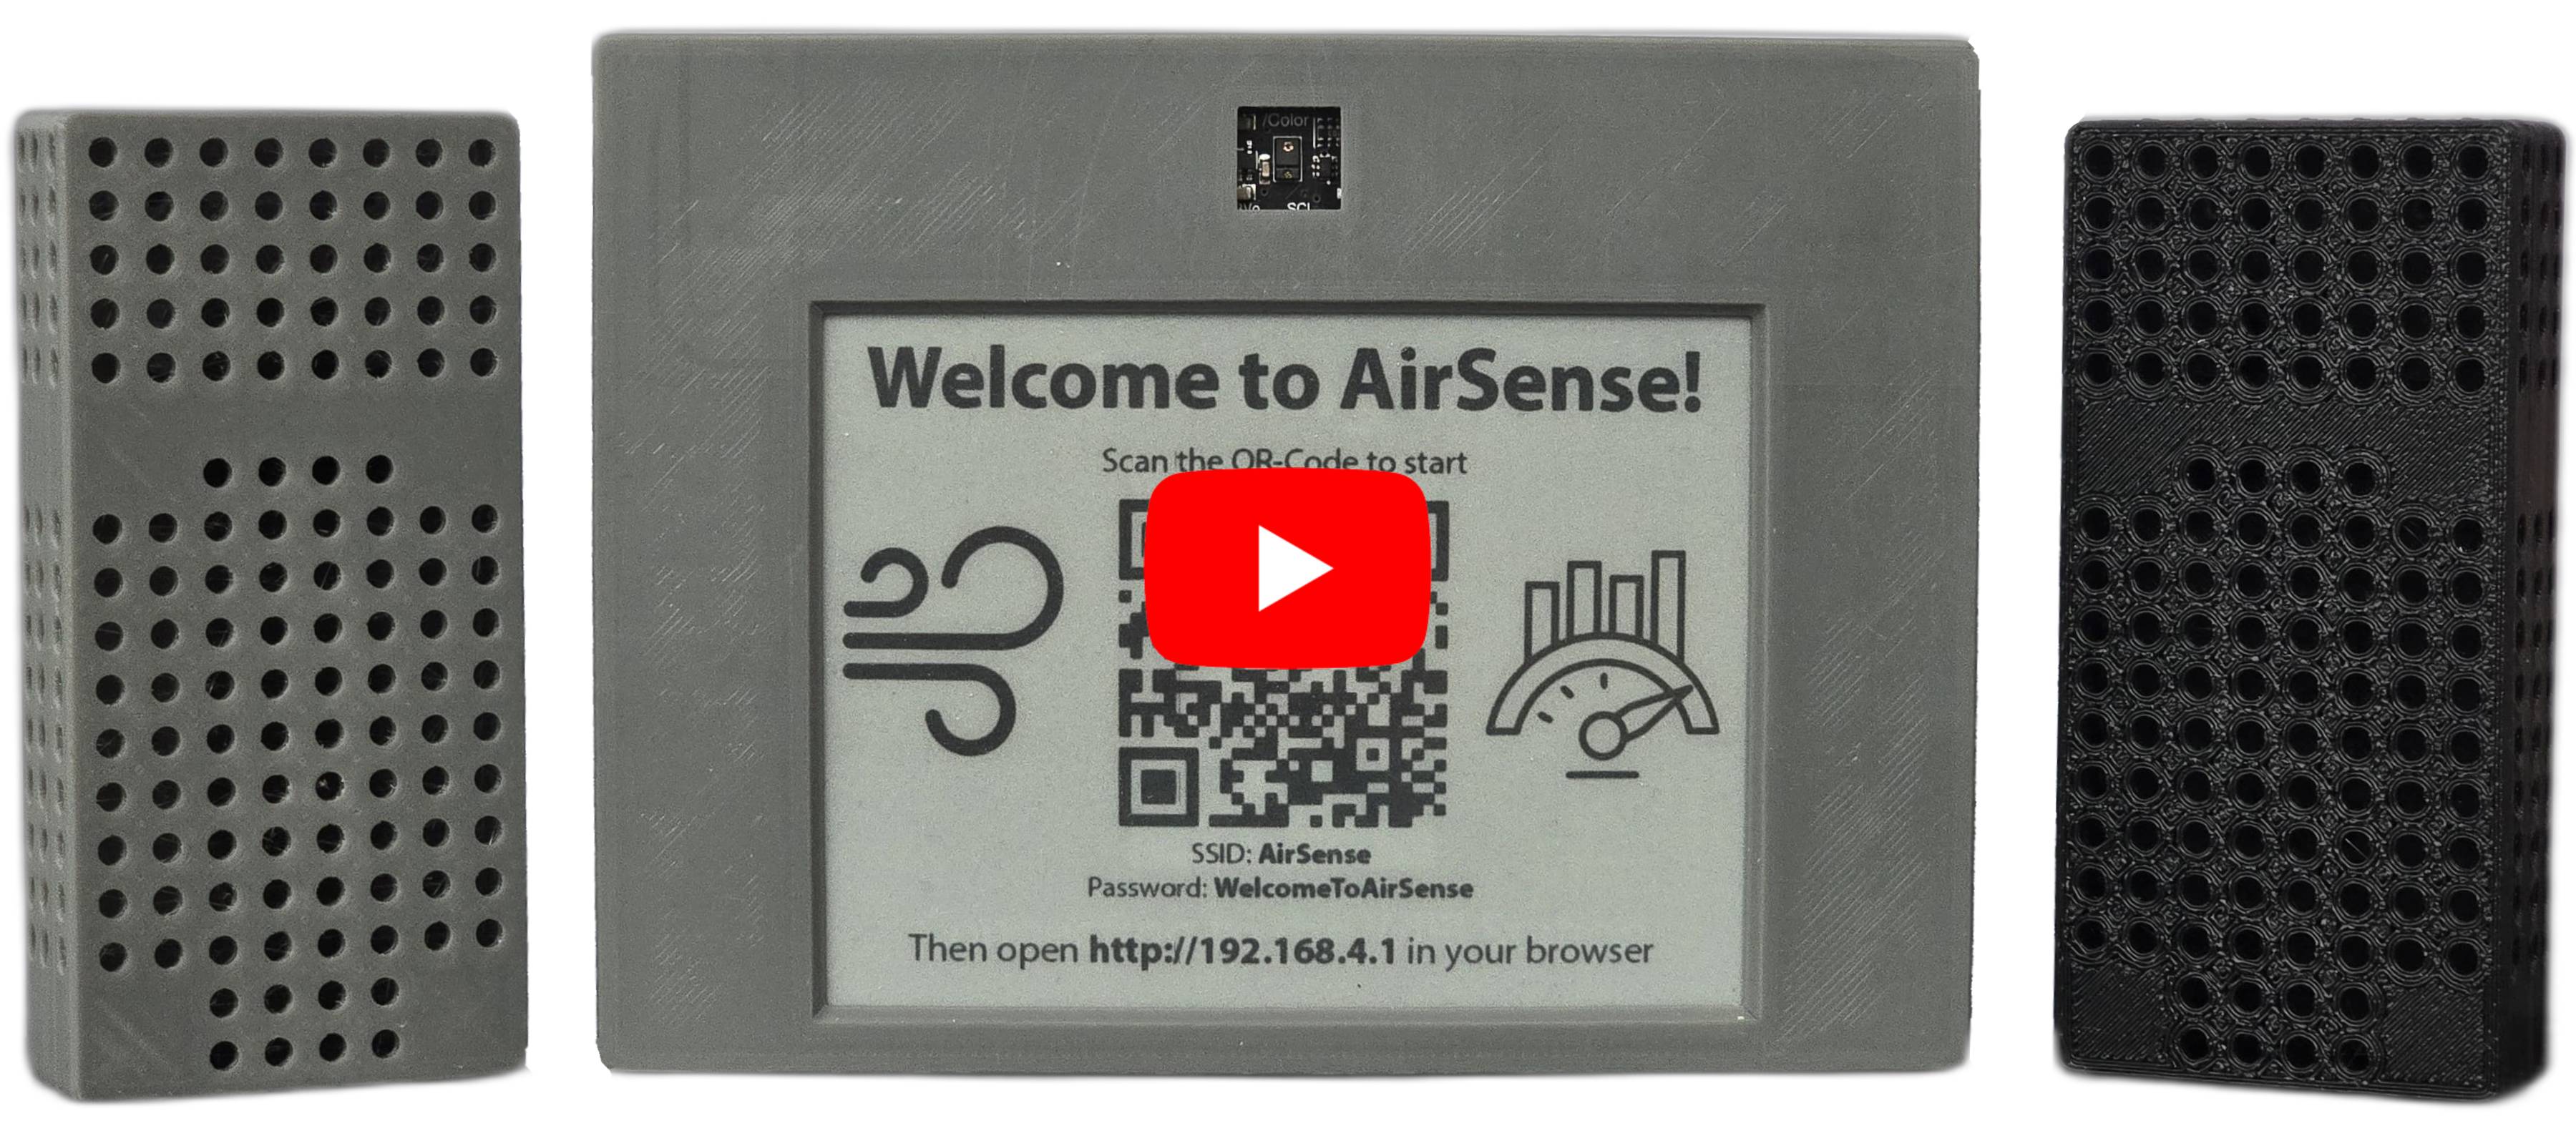 /Color
SCL
Welcome to AirSense!
Scan the QR-Code to start
SSID: AirSense
Password: WelcomeToAirSense
Then open http://192.168.4.1 in your browser